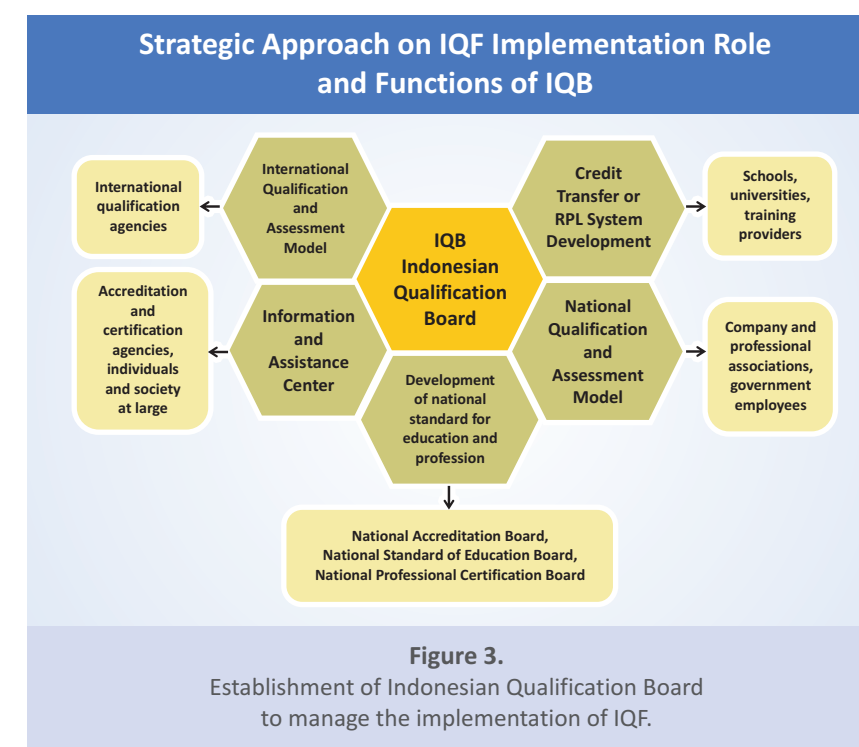 Strategic Approach on IQF Implementation Role
and Functions of IQB
International
qualification
agencies
International
Qualification
and
Assessment
Model
IQB
Indonesian
Qualification
Board
Credit
Transfer or
RPL System
Development
Schools,
universities,
training
providers
Accreditation
and
certification
agencies,
individuals
and society
at large
Information
and
Assistance
Center
Development
of national
standard for
education and
profession
National
Qualification
and
Assessment
Model
Company and
professional
associations,
government
employees
National Accreditation Board,
National Standard of Education Board,
National Professional Certification Board
Figure 3.
Establishment of Indonesian Qualification Board
to manage the implementation of IQF.